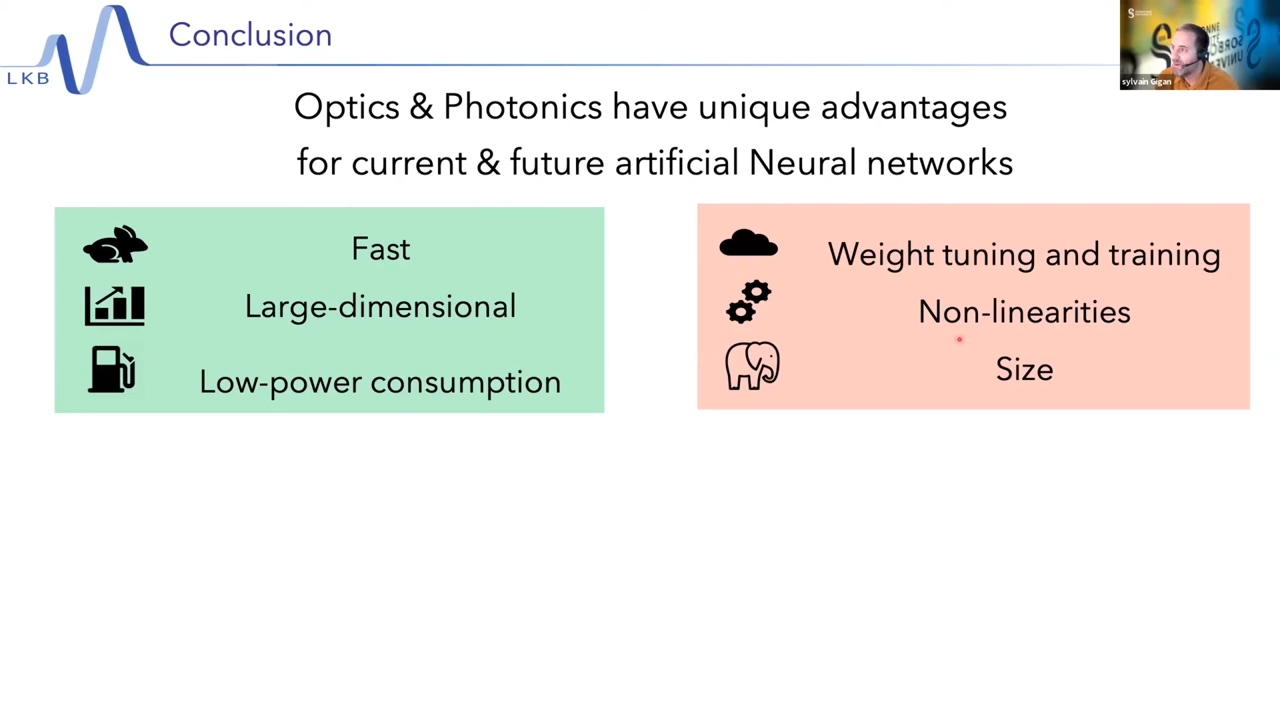 Conclusion
LKB
Optics & Photonics have unique advantages
for current & future artificial Neural networks
Fast
Large-dimensional
Low-power consumption
Weight tuning and training
Non-linearities
Size
sylvain Gigan